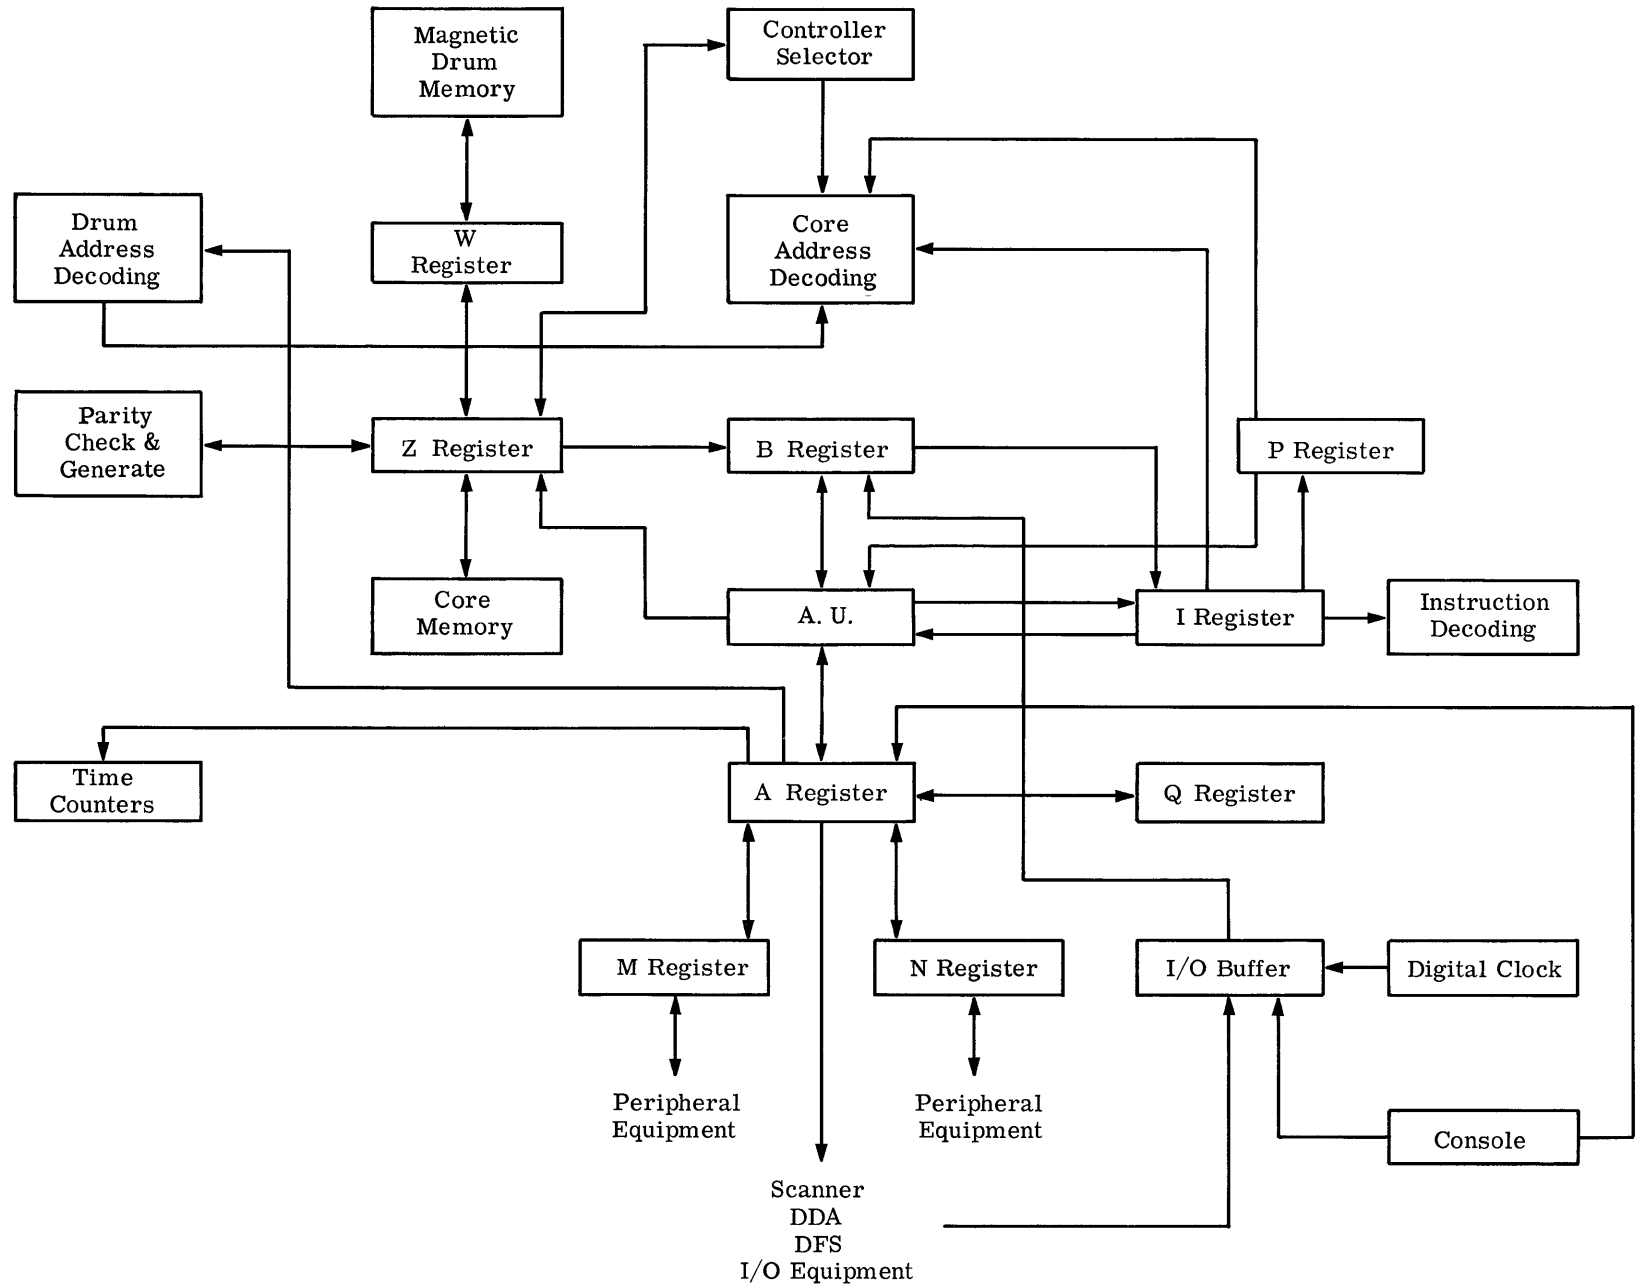 Magnetic
Drum
Memory
Controller
Selector
Drum
Address
Decoding
W
Register
Core
Address
Decoding
Parity
Check &
Generate
Z Register
B Register
P Register
Core
Memory
A. U.
I Register
Instruction
Decoding
Time
Counters
A Register
Q Register
M Register
N Register
I/O Buffer
Digital Clock
Peripheral
Equipment
Peripheral
Equipment
Console
Scanner
DDA
DFS
I/O Equipment